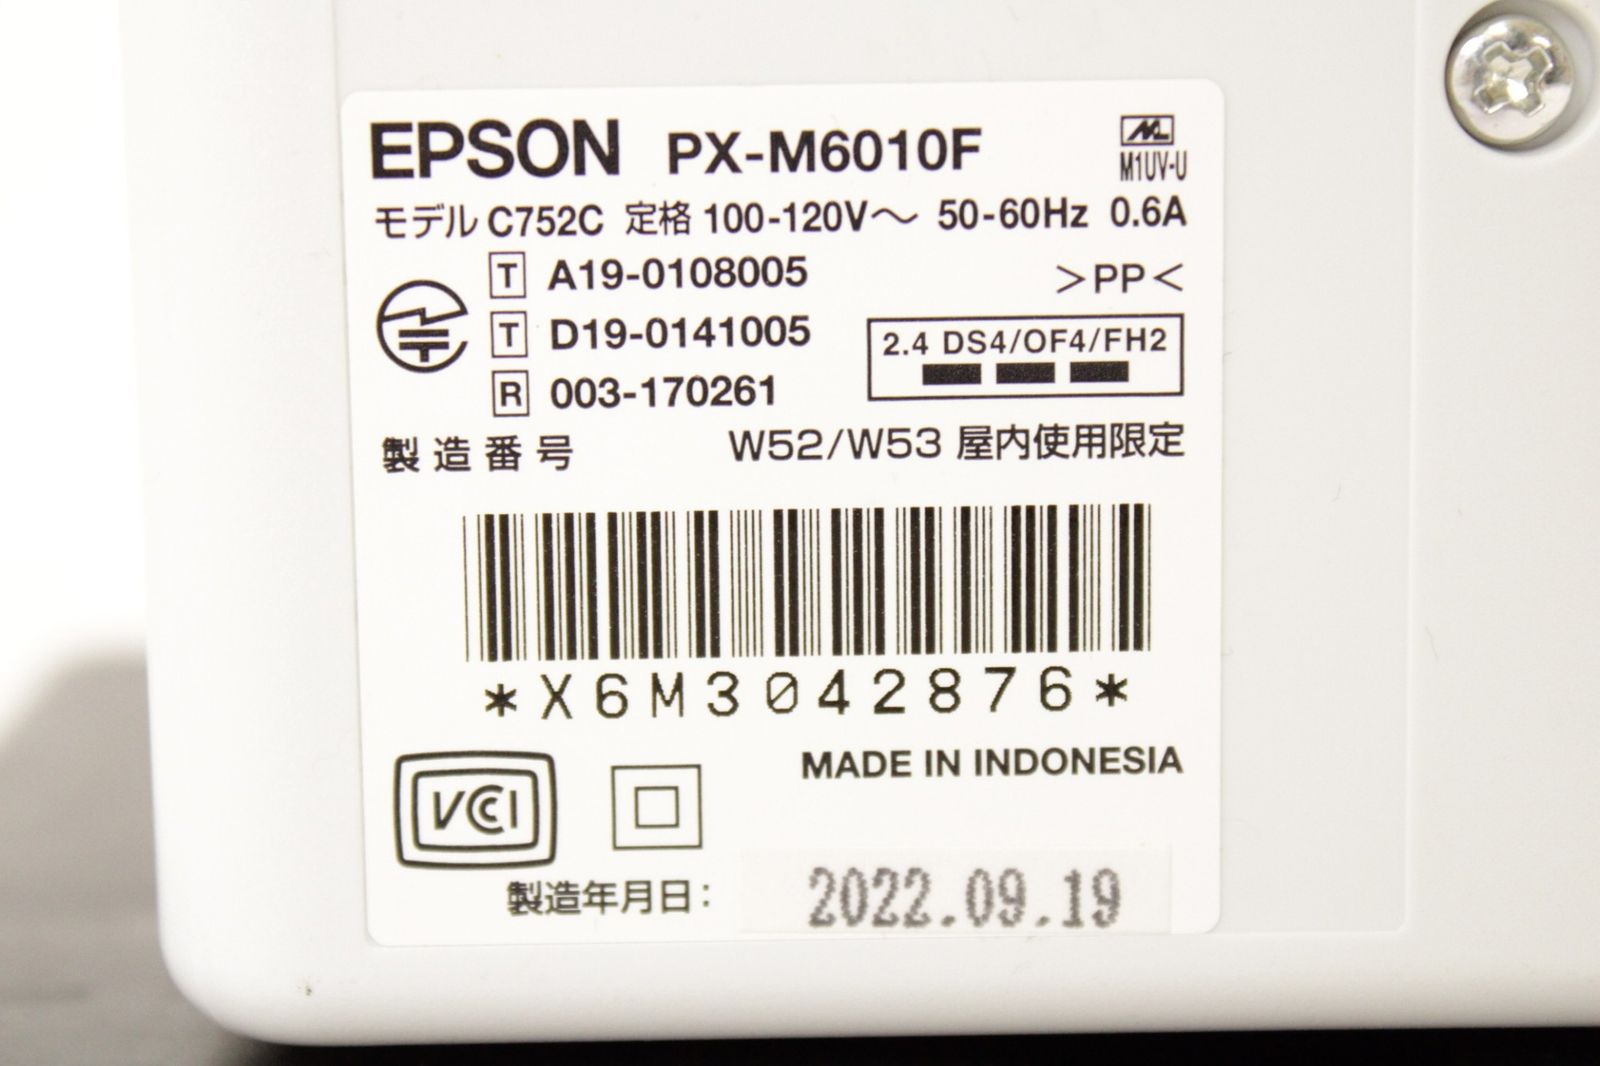 EPSON PX-M6010F
M1UV-U
モデル C752C 定格 100-120V～ 50-60Hz 0.6A
T A19-0108005
>PP<
T D19-0141005
2.4 DS4/OF4/FH2
R 003-170261
製造番号
W52/W53 屋内使用限定
*X6M3042876*
MADE IN INDONESIA
VCCI
製造年月日: 2022.09.19